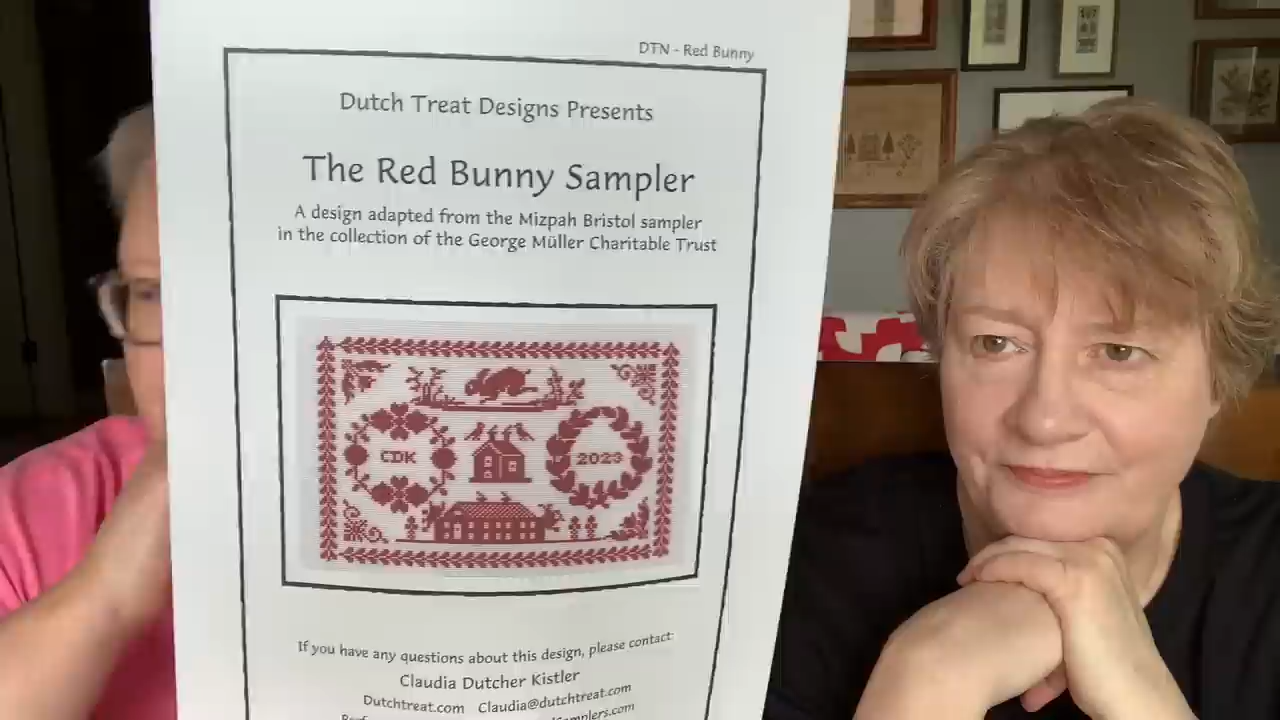 DTN - Red Bunny
Dutch Treat Designs Presents
The Red Bunny Sampler
A design adapted from the Mizpah Bristol sampler
in the collection of the George Müller Charitable Trust
CDK
2023
If you have any questions about this design, please contact:
Claudia Dutcher Kistler
Dutchtreat.com Claudia@dutchtreat.com